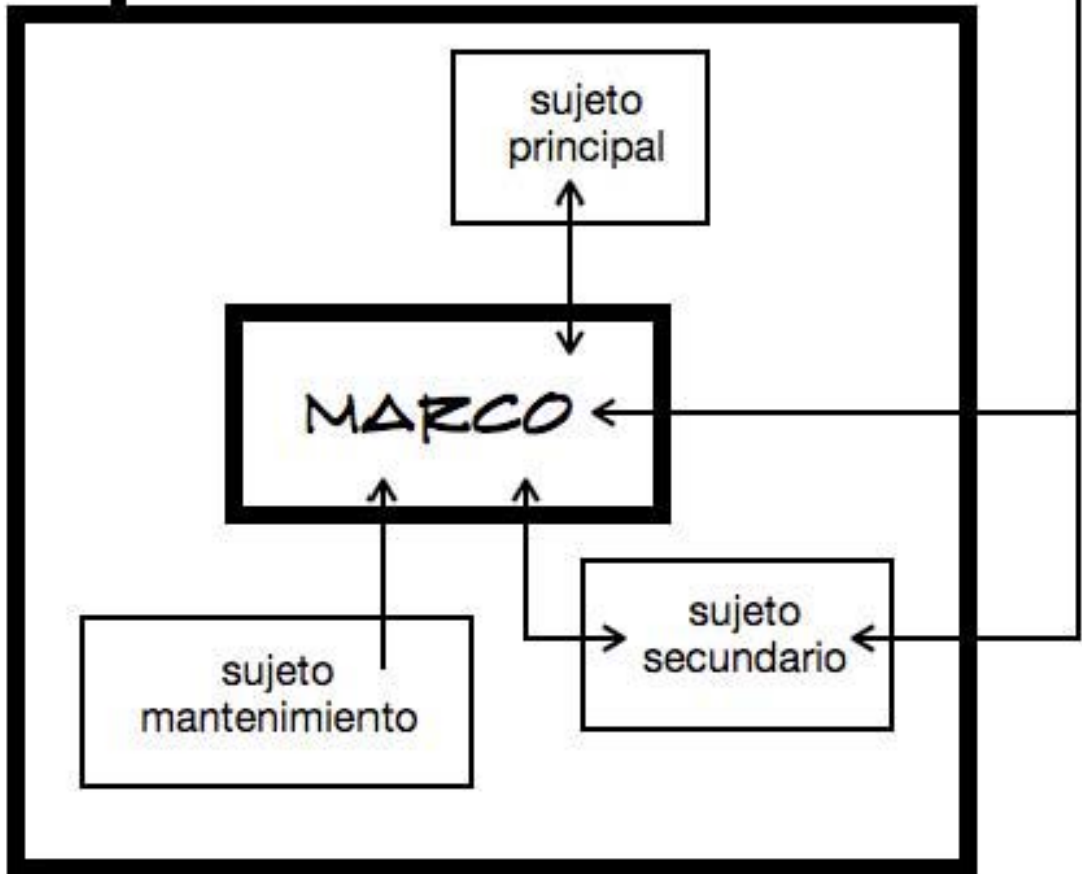 sujeto
principal
MARCO
sujeto
secundario
sujeto
mantenimiento